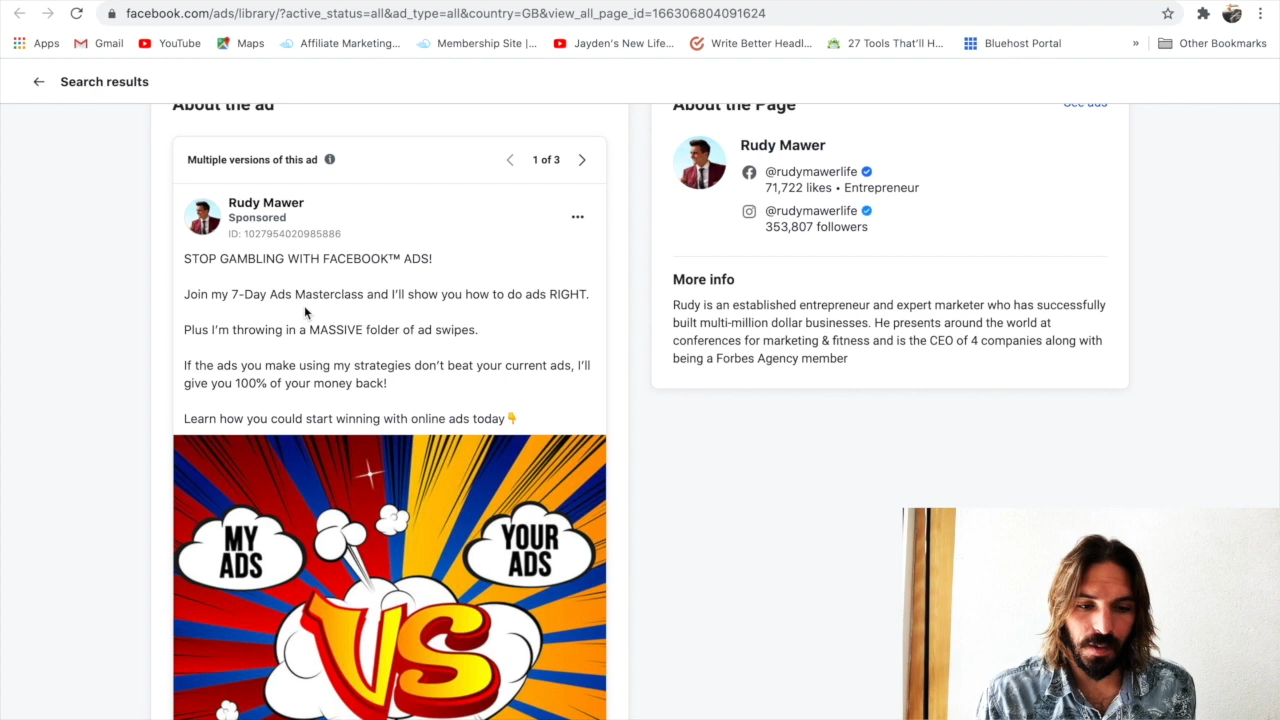 facebook.com/ads/library/?active_status=all&ad_type=all&country=GB&view_all_page_id=166306804091624
Apps
Gmail
YouTube
Maps
Affiliate Marketing...
Membership Site |...
Jayden's New Life...
Write Better Headl...
27 Tools That'll H...
Bluehost Portal
»
Other Bookmarks
Search results
About the ad
Multiple versions of this ad
1 of 3
Rudy Mawer
Sponsored
ID: 1027954020985886
STOP GAMBLING WITH FACEBOOK™ ADS!
Join my 7-Day Ads Masterclass and I'll show you how to do ads RIGHT.
Plus I'm throwing in a MASSIVE folder of ad swipes.
If the ads you make using my strategies don't beat your current ads, I'll
give you 100% of your money back!
Learn how you could start winning with online ads today👇
MY
ADS
YOUR
ADS
VS
About the Page
See ads
Rudy Mawer
@rudymawerlife
71,722 likes • Entrepreneur
@rudymawerlife
353,807 followers
More info
Rudy is an established entrepreneur and expert marketer who has successfully
built multi-million dollar businesses. He presents around the world at
conferences for marketing & fitness and is the CEO of 4 companies along with
being a Forbes Agency member